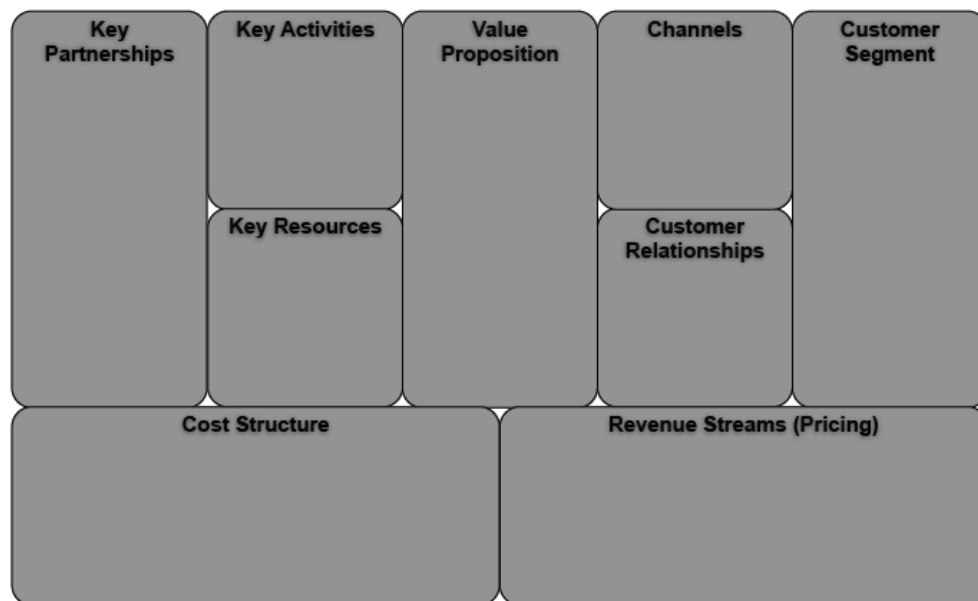 Key
Partnerships
Key Activities
Value
Proposition
Channels
Customer
Segment
Key Resources
Customer
Relationships
Cost Structure
Revenue Streams (Pricing)